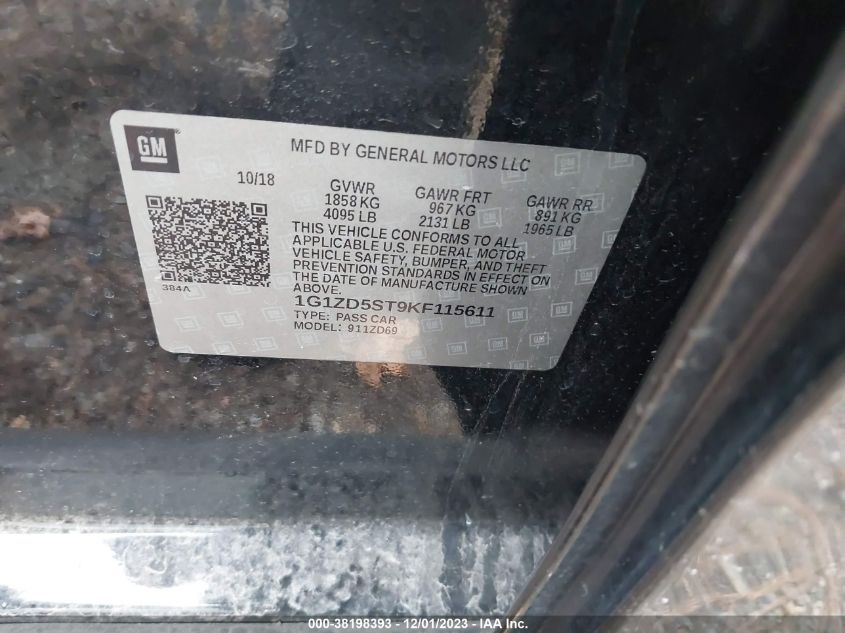 GM
MFD BY GENERAL MOTORS LLC
10/18
GVWR GAWR FRT GAWR RR
1858 KG 967 KG 891 KG
4095 LB 2131 LB 1965 LB
THIS VEHICLE CONFORMS TO ALL
APPLICABLE U.S. FEDERAL MOTOR
VEHICLE SAFETY, BUMPER, AND THEFT
PREVENTION STANDARDS IN EFFECT ON
THE DATE OF MANUFACTURE SHOWN
ABOVE.
384A
1G1ZD5ST9KF115611
TYPE: PASS CAR
MODEL: 911ZD69
000-38198393 - 12/01/2023 - IAA Inc.